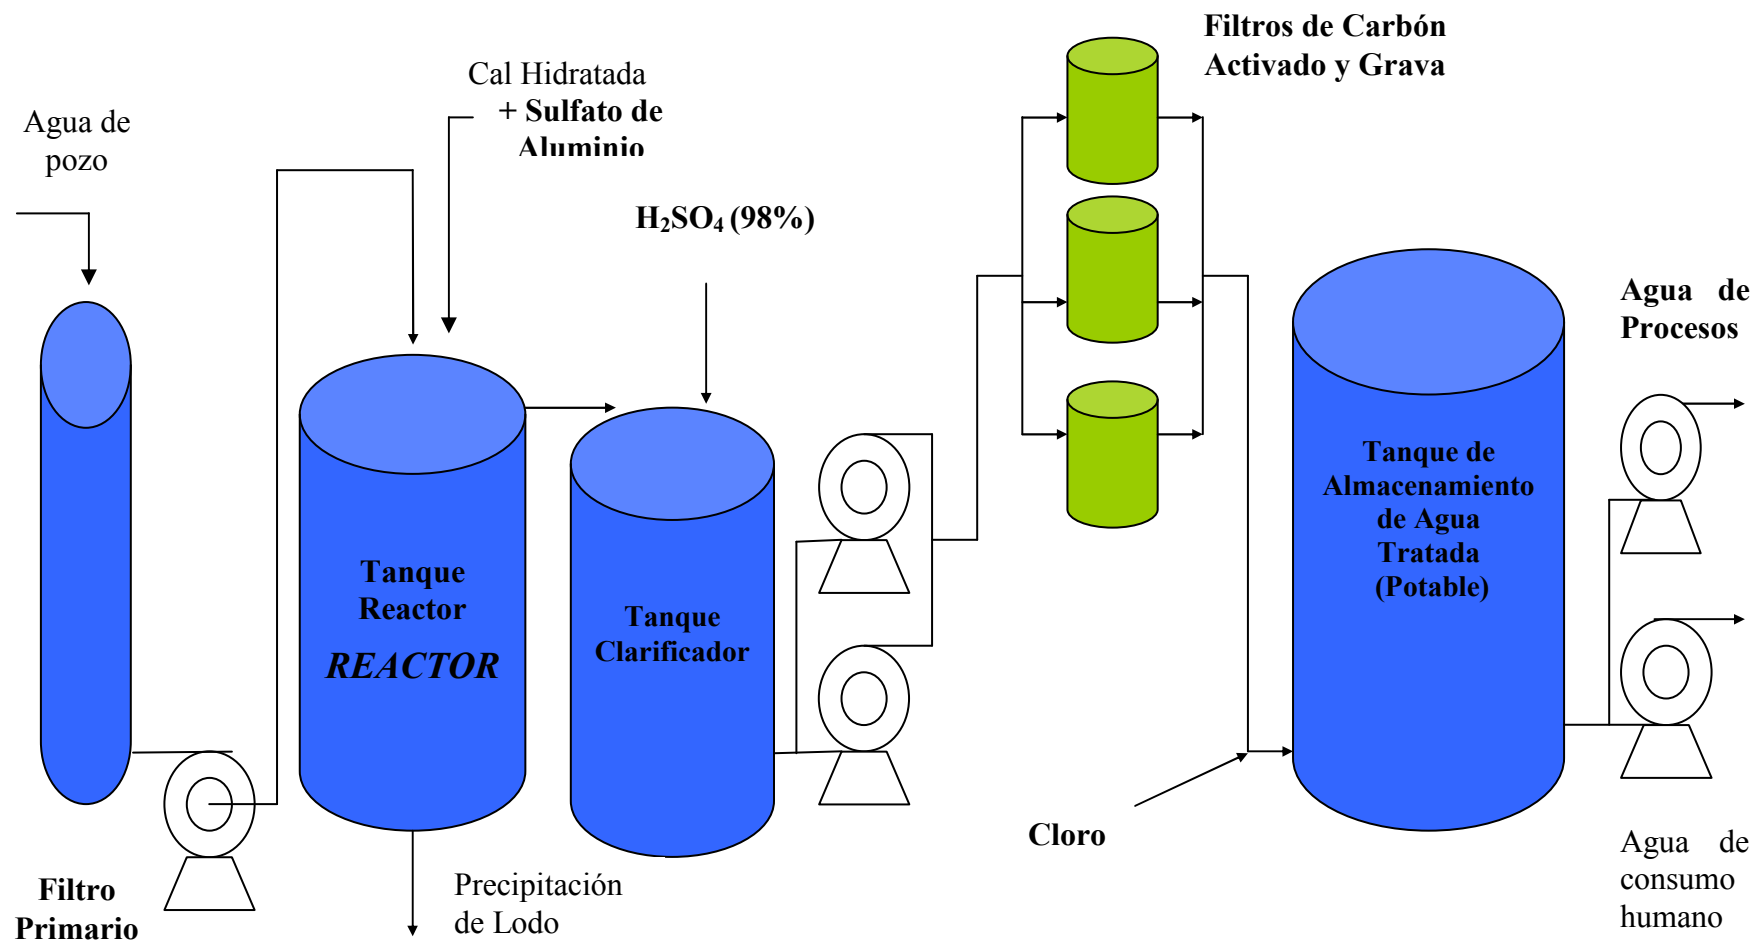 Filtros de Carbón
Activado y Grava
Cal Hidratada
+ Sulfato de
Aluminio
Agua de
pozo
H₂SO₄ (98%)
Agua de
Procesos
Tanque de
Almacenamiento
de Agua
Tratada
(Potable)
Tanque
Reactor
REACTOR
Tanque
Clarificador
Cloro
Agua de
consumo
humano
Filtro
Primario
Precipitación
de Lodo